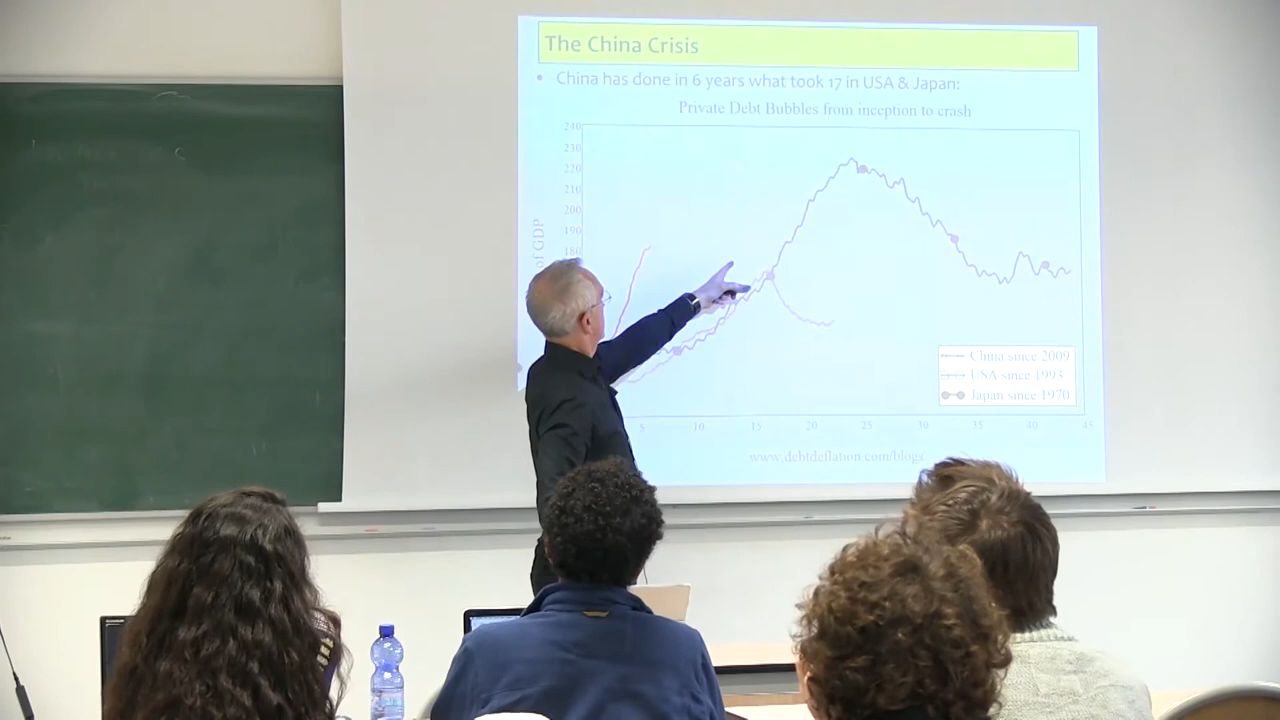 The China Crisis
• China has done in 6 years what took 17 in USA & Japan:
Private Debt Bubbles from inception to crash
240
230
220
210
200
190
180
of GDP
China since 2009
USA since 1993
Japan since 1970
5 10 15 20 25 30 35 40 45
www.debtdeflation.com/blogs